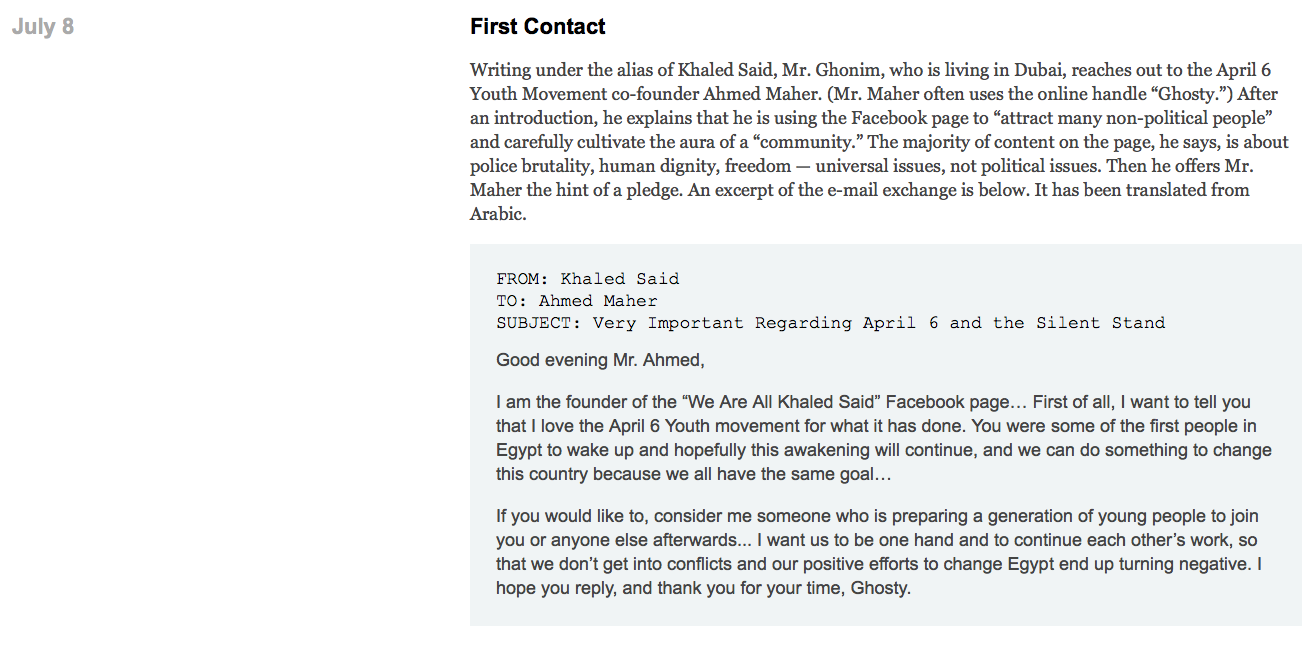 July 8
First Contact
Writing under the alias of Khaled Said, Mr. Ghonim, who is living in Dubai, reaches out to the April 6
Youth Movement co-founder Ahmed Maher. (Mr. Maher often uses the online handle “Ghosty.”) After
an introduction, he explains that he is using the Facebook page to “attract many non-political people”
and carefully cultivate the aura of a “community.” The majority of content on the page, he says, is about
police brutality, human dignity, freedom — universal issues, not political issues. Then he offers Mr.
Maher the hint of a pledge. An excerpt of the e-mail exchange is below. It has been translated from
Arabic.
FROM: Khaled Said
TO: Ahmed Maher
SUBJECT: Very Important Regarding April 6 and the Silent Stand
Good evening Mr. Ahmed,
I am the founder of the “We Are All Khaled Said” Facebook page… First of all, I want to tell you
that I love the April 6 Youth movement for what it has done. You were some of the first people in
Egypt to wake up and hopefully this awakening will continue, and we can do something to change
this country because we all have the same goal…
If you would like to, consider me someone who is preparing a generation of young people to join
you or anyone else afterwards... I want us to be one hand and to continue each other’s work, so
that we don’t get into conflicts and our positive efforts to change Egypt end up turning negative. I
hope you reply, and thank you for your time, Ghosty.